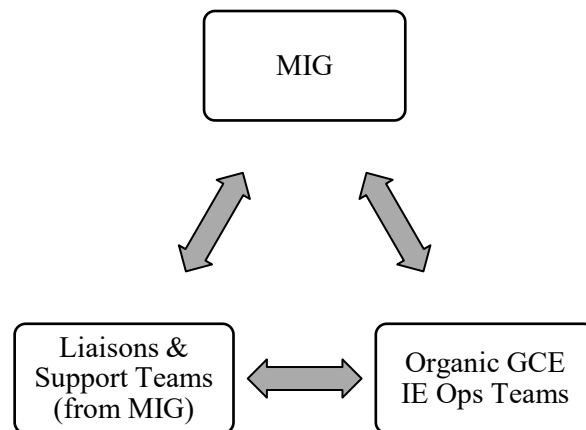 MIG
Liaisons &
Support Teams
(from MIG)
Organic GCE
IE Ops Teams